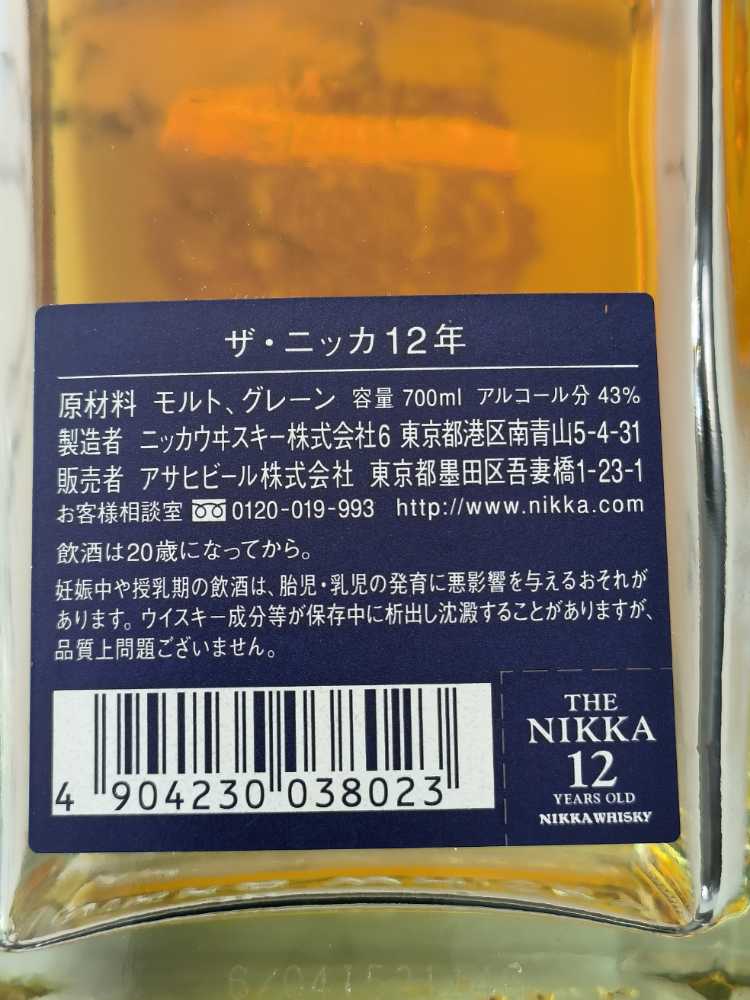 ザ・ニッカ12年
原材料 モルト、グレーン 容量 700ml アルコール分 43%
製造者 ニッカウヰスキー株式会社6 東京都港区南青山5-4-31
販売者 アサヒビール株式会社 東京都墨田区吾妻橋1-23-1
お客様相談室 0120-019-993 http://www.nikka.com
飲酒は20歳になってから。
妊娠中や授乳期の飲酒は、胎児・乳児の発育に悪影響を与えるおそれが
あります。ウイスキー成分等が保存中に析出し沈澱することがありますが、
品質上問題ございません。
4 904230 038023
THE
NIKKA
12
YEARS OLD
NIKKA WHISKY